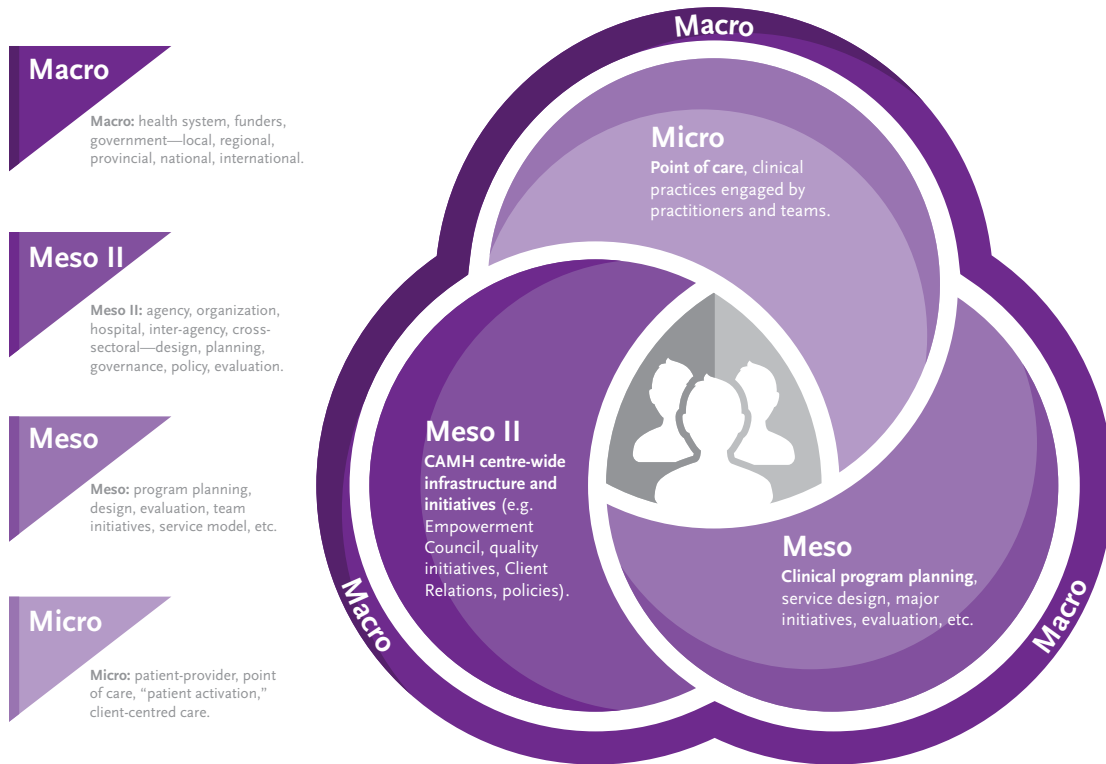 Macro
Macro: health system, funders,
government—local, regional,
provincial, national, international.
Meso II
Meso II: agency, organization,
hospital, inter-agency, cross-
sectoral—design, planning,
governance, policy, evaluation.
Meso
Meso: program planning,
design, evaluation, team
initiatives, service model, etc.
Micro
Micro: patient-provider, point
of care, “patient activation,”
client-centred care.
Macro
Micro
Point of care, clinical
practices engaged by
practitioners and teams.
Meso II
CAMH centre-wide
infrastructure and
initiatives (e.g.
Empowerment
Council, quality
initiatives, Client
Relations, policies).
Meso
Clinical program planning,
service design, major
initiatives, evaluation, etc.
Macro
Macro